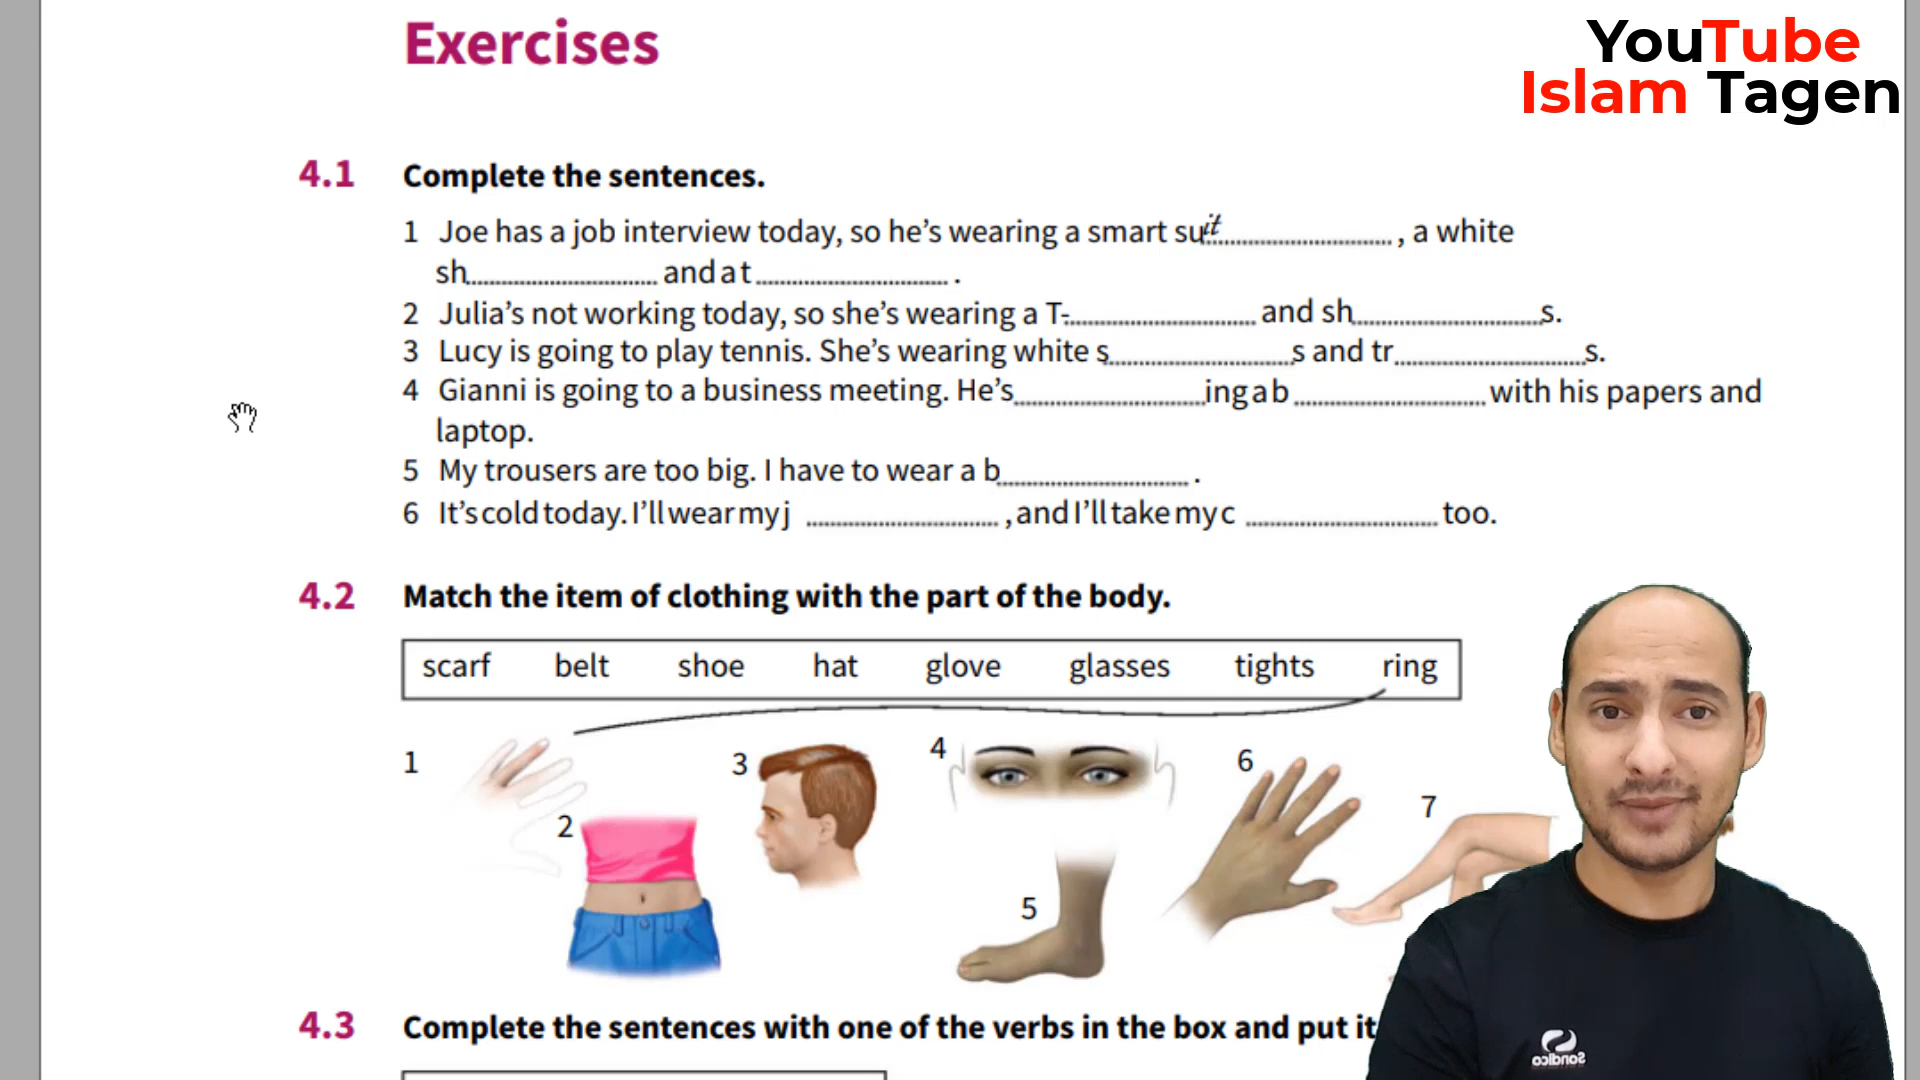 Exercises
YouTube
Islam Tagen
4.1 Complete the sentences.
1 Joe has a job interview today, so he's wearing a smart suit.............................. , a white
sh.............................. and a t .............................. .
2 Julia's not working today, so she's wearing a T-.............................. and sh..............................s.
3 Lucy is going to play tennis. She's wearing white s..............................s and tr..............................s.
4 Gianni is going to a business meeting. He's..............................ing a b .............................. with his papers and
laptop.
5 My trousers are too big. I have to wear a b.............................. .
6 It's cold today. I'll wear my j .............................. , and I'll take my c .............................. too.
4.2 Match the item of clothing with the part of the body.
scarf belt shoe hat glove glasses tights ring
1
2
3
4
5
6
7
4.3 Complete the sentences with one of the verbs in the box and put it
Sondico